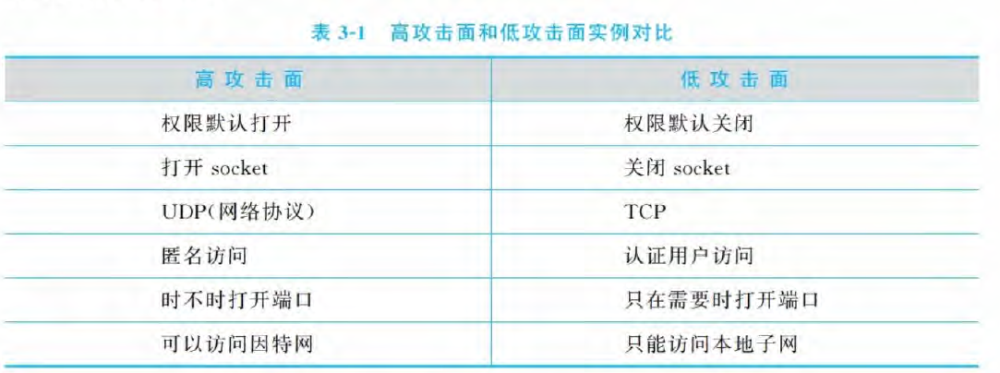 表 3-1 高攻击面和低攻击面实例对比
高攻击面 低攻击面
权限默认打开 权限默认关闭
打开 socket 关闭 socket
UDP(网络协议) TCP
匿名访问 认证用户访问
时不时打开端口 只在需要时打开端口
可以访问因特网 只能访问本地子网